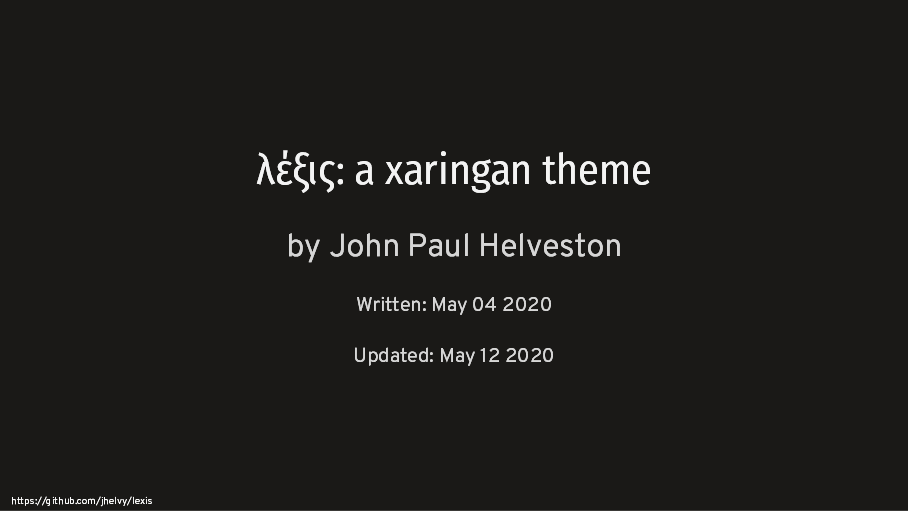 λέξις: a xaringan theme
by John Paul Helveston
Written: May 04 2020
Updated: May 12 2020
https://github.com/jhelvy/lexis